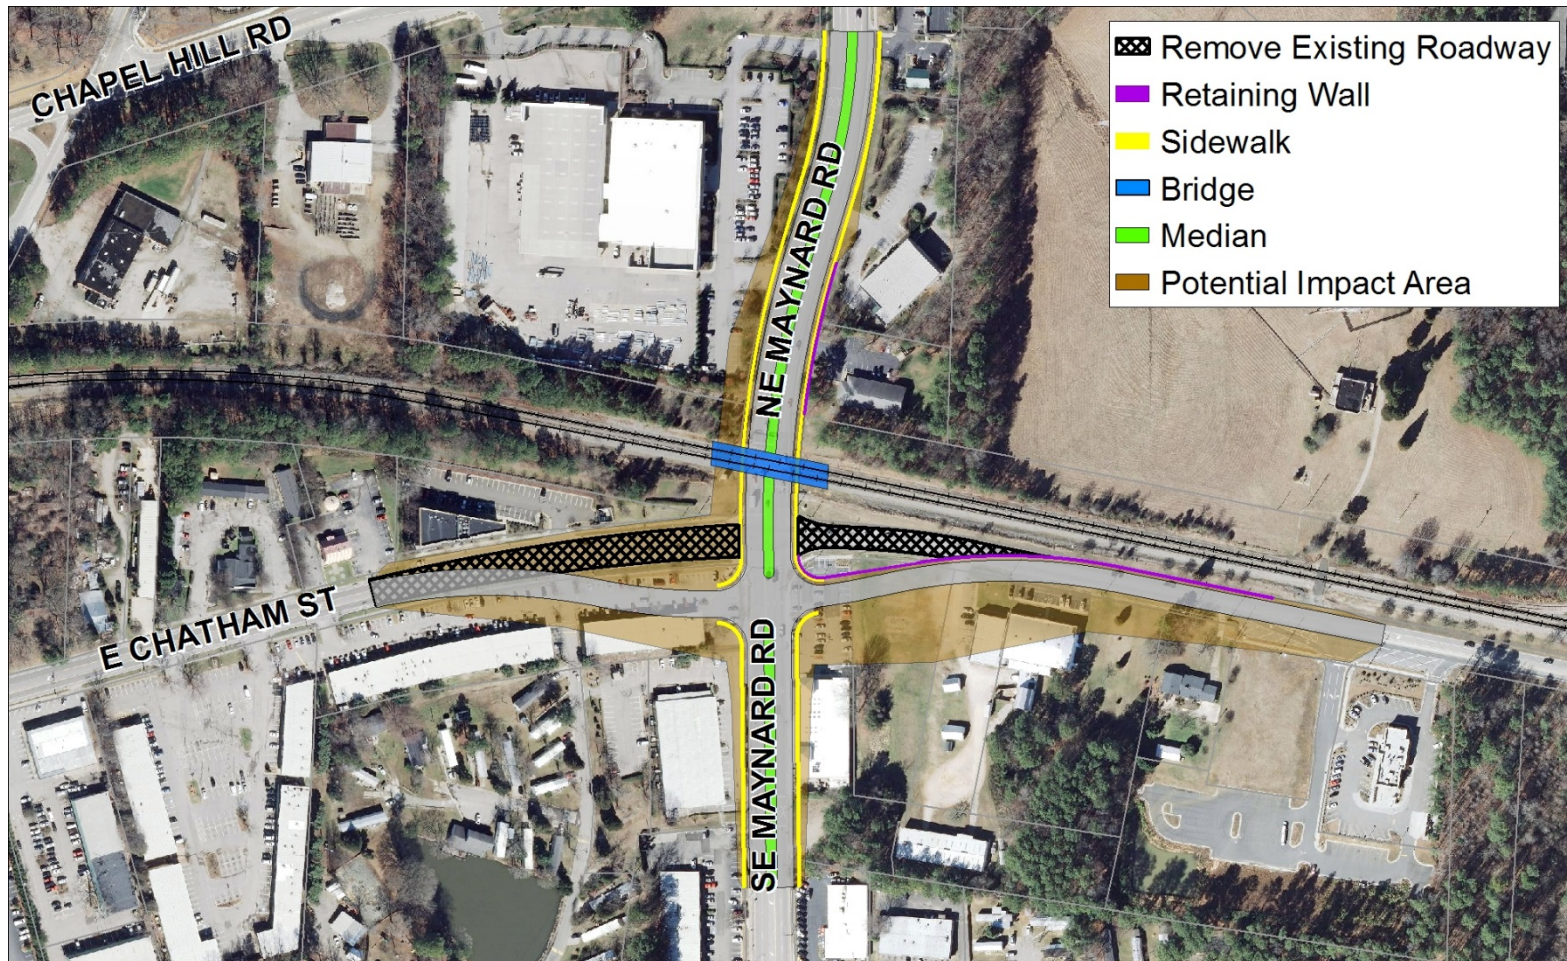 CHAPEL HILL RD
Remove Existing Roadway
Retaining Wall
Sidewalk
Bridge
Median
Potential Impact Area
NE MAYNARD RD
E CHATHAM ST
SE MAYNARD RD